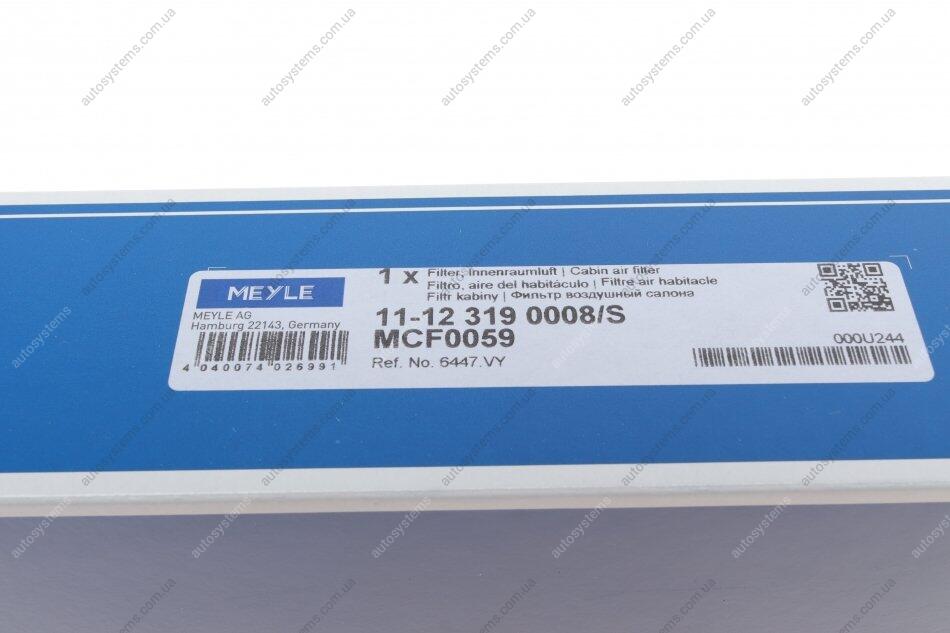 MEYLE
MEYLE AG
Hamburg 22143, Germany
4 040074 026991
1 x Filter, Innenraumluft | Cabin air filter
Filtro, aire del habitáculo | Filtre air habitacle
Filtr kabiny | Фильтр воздушный салона
11-12 319 0008/S
MCF0059
Ref. No. 6447.VY
000U244
autosystems.com.ua